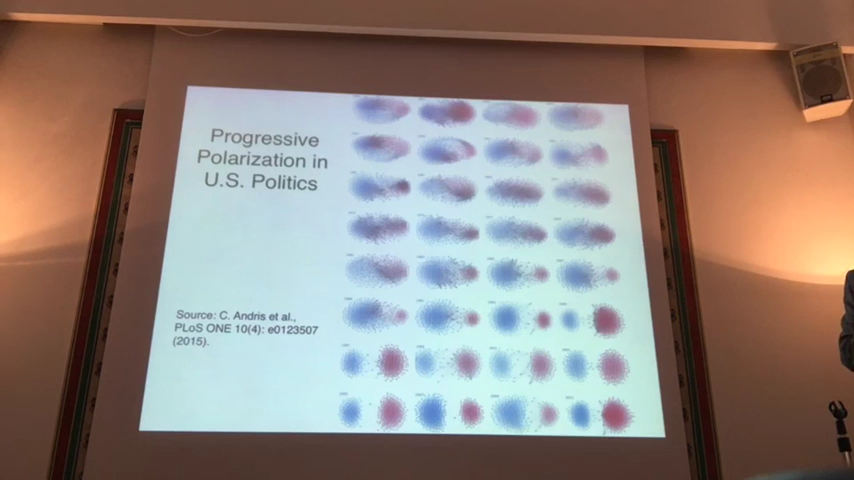 Progressive
Polarization in
U.S. Politics
Source: C. Andris et al.,
PLoS ONE 10(4): e0123507
(2015).